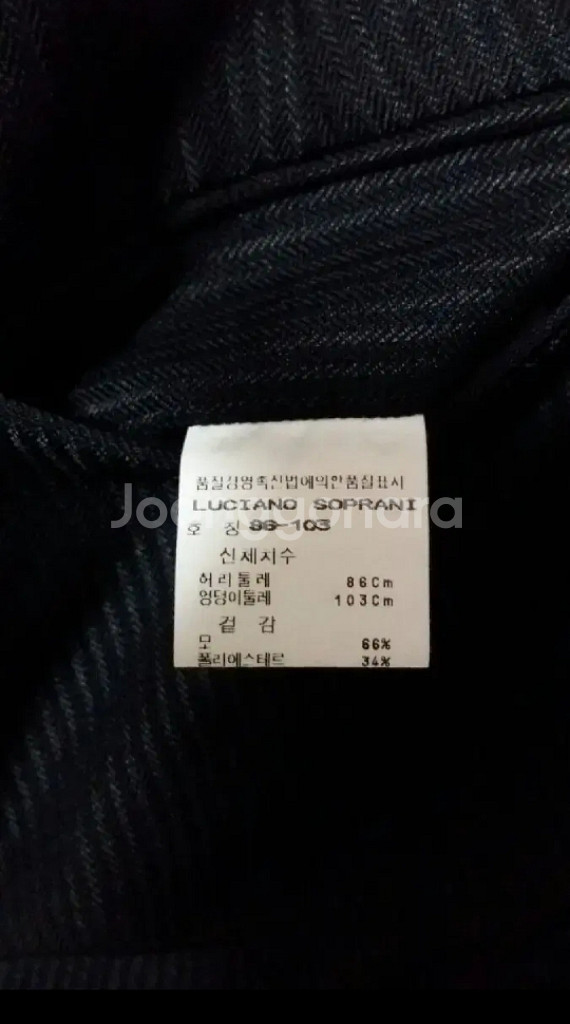 품질경영촉진법에의한품질표시
LUCIANO SOPRANI
Joonggonara
호 칭 86-103
신체치수
허리둘레 86Cm
엉덩이둘레 103Cm
겉 감
모 66%
폴리에스테르 34%